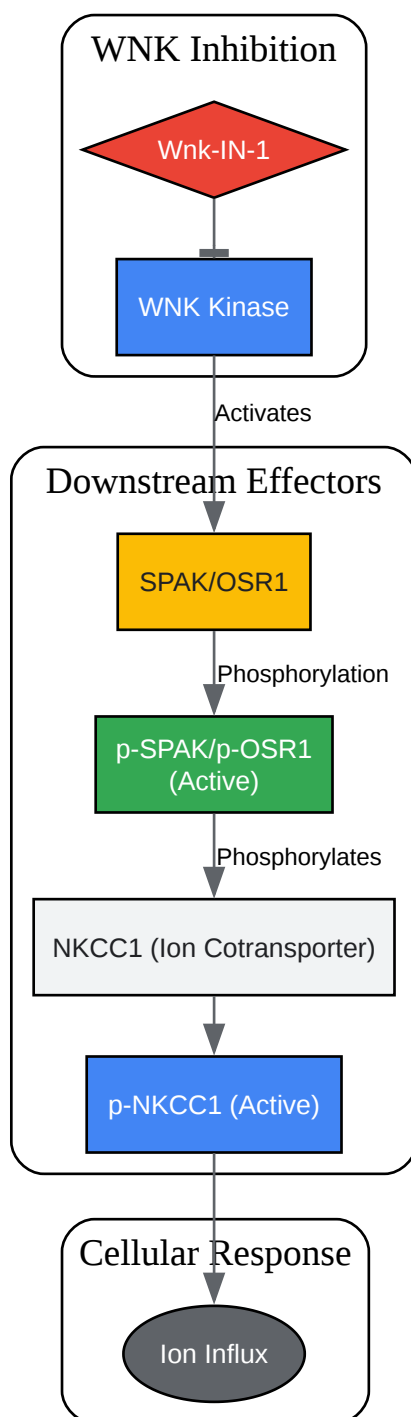 WNK Inhibition
Wnk-IN-1
WNK Kinase
Activates
Downstream Effectors
SPAK/OSR1
Phosphorylation
p-SPAK/p-OSR1
(Active)
Phosphorylates
NKCC1 (Ion Cotransporter)
p-NKCC1 (Active)
Cellular Response
Ion Influx